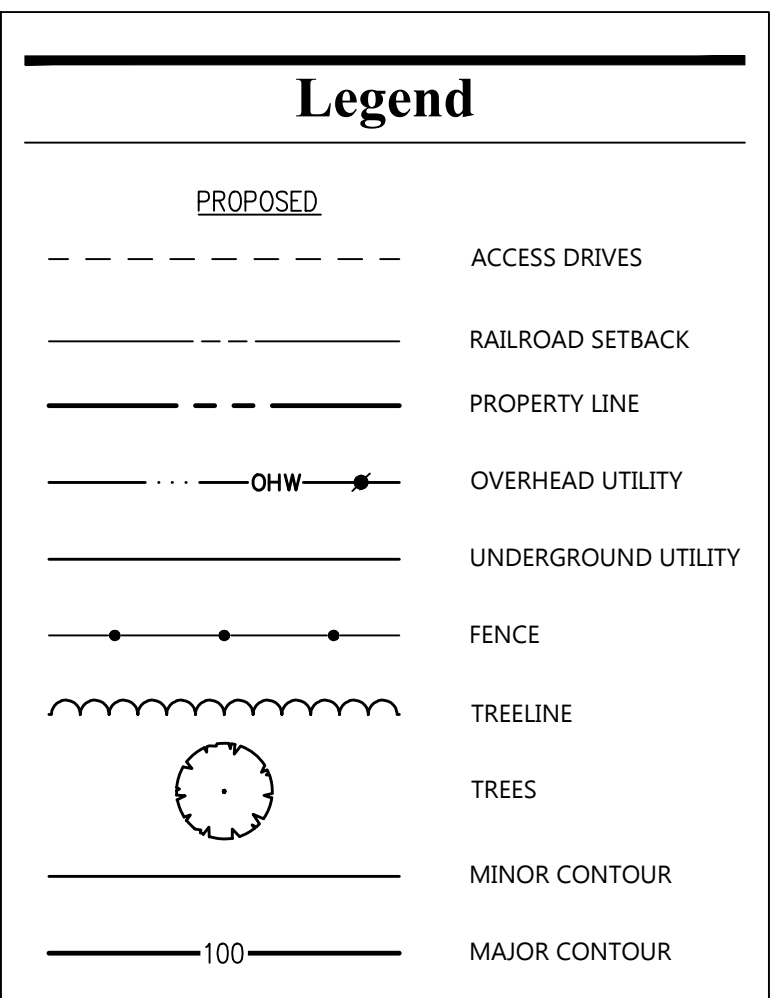 Legend
PROPOSED
ACCESS DRIVES
RAILROAD SETBACK
PROPERTY LINE
OHW OVERHEAD UTILITY
UNDERGROUND UTILITY
FENCE
TREELINE
TREES
MINOR CONTOUR
100 MAJOR CONTOUR